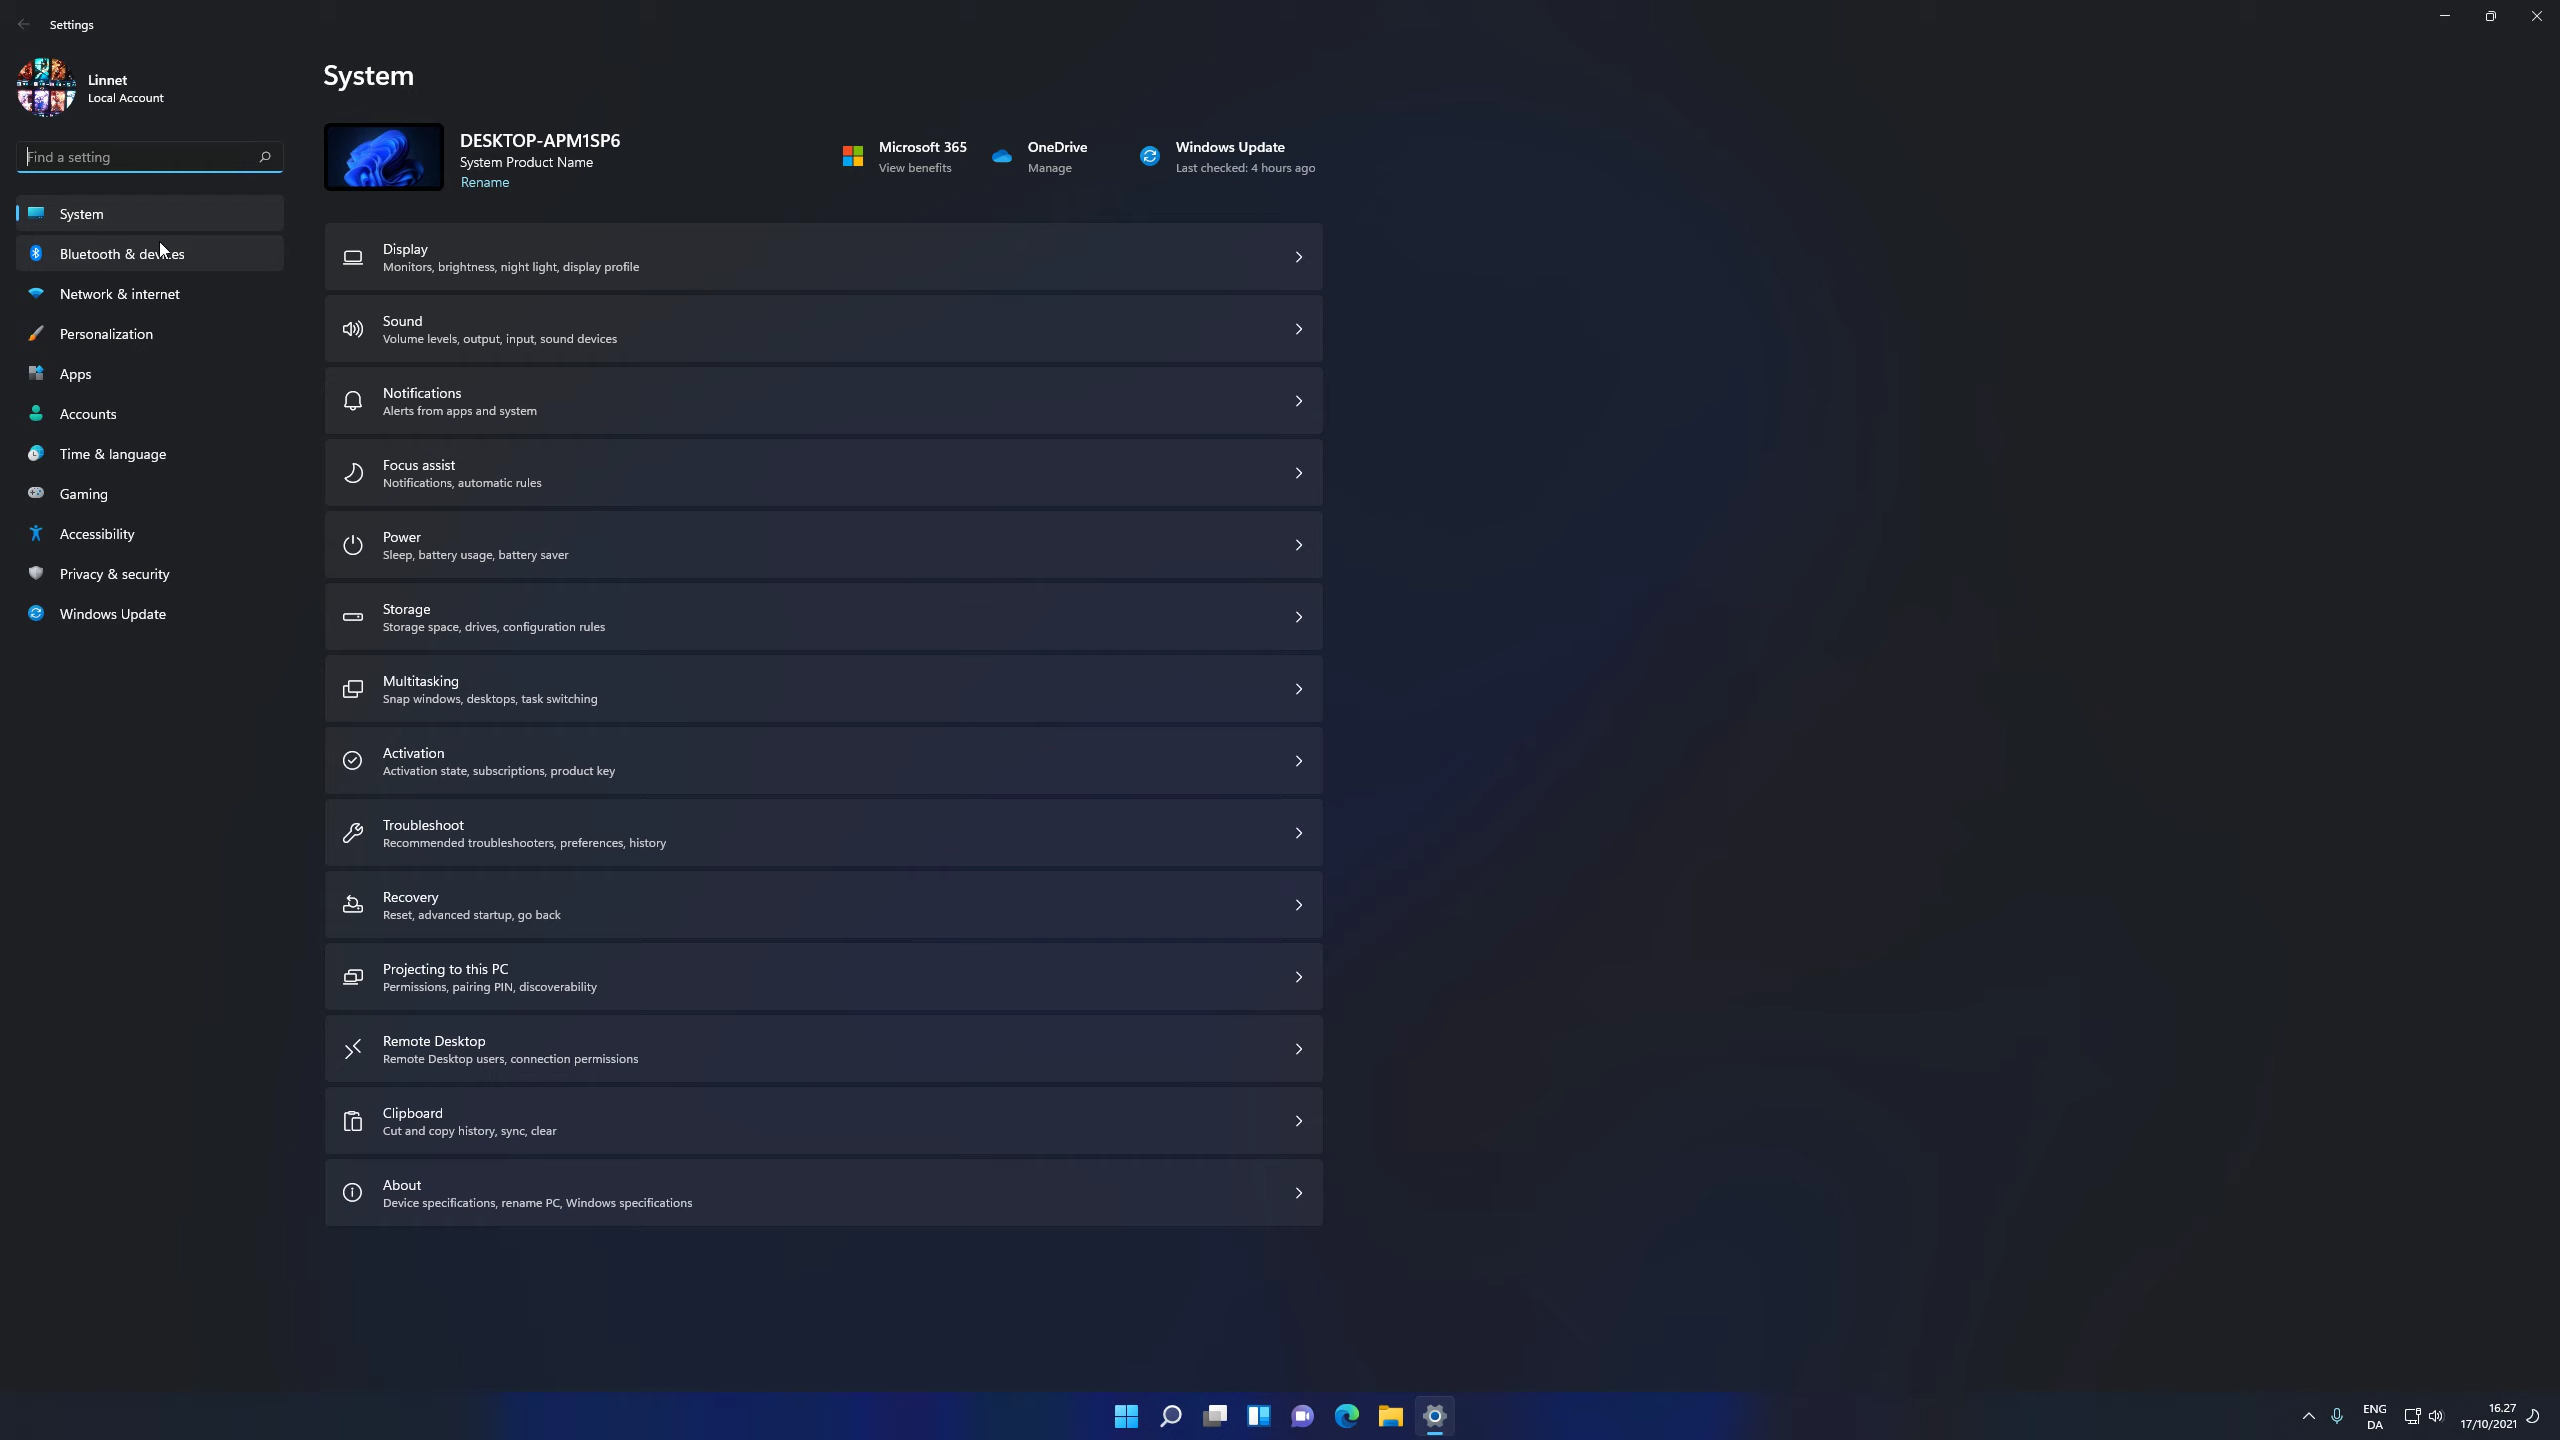 Settings
Linnet
Local Account
Find a setting
System
Bluetooth & devices
Network & internet
Personalization
Apps
Accounts
Time & language
Gaming
Accessibility
Privacy & security
Windows Update
System
DESKTOP-APM1SP6
System Product Name
Rename
Microsoft 365
View benefits
OneDrive
Manage
Windows Update
Last checked: 4 hours ago
Display
Monitors, brightness, night light, display profile
Sound
Volume levels, output, input, sound devices
Notifications
Alerts from apps and system
Focus assist
Notifications, automatic rules
Power
Sleep, battery usage, battery saver
Storage
Storage space, drives, configuration rules
Multitasking
Snap windows, desktops, task switching
Activation
Activation state, subscriptions, product key
Troubleshoot
Recommended troubleshooters, preferences, history
Recovery
Reset, advanced startup, go back
Projecting to this PC
Permissions, pairing PIN, discoverability
Remote Desktop
Remote Desktop users, connection permissions
Clipboard
Cut and copy history, sync, clear
About
Device specifications, rename PC, Windows specifications
ENG
DA
16.27
17/10/2021